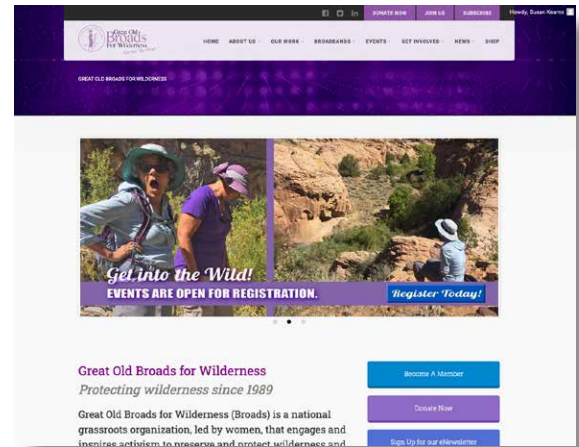 DONATE NOW JOIN US SUBSCRIBE Howdy, Susan Kearns
Great Old
Broads
For Wilderness
HOME ABOUT US OUR WORK BROADBANDS EVENTS GET INVOLVED NEWS SHOP
GREAT OLD BROADS FOR WILDERNESS
Get into the Wild!
EVENTS ARE OPEN FOR REGISTRATION.
Register Today!
Great Old Broads for Wilderness
Protecting wilderness since 1989
Great Old Broads for Wilderness (Broads) is a national
grassroots organization, led by women, that engages and
inspires activism to preserve and protect wilderness and
Become A Member
Donate Now
Sign Up for our eNewsletter